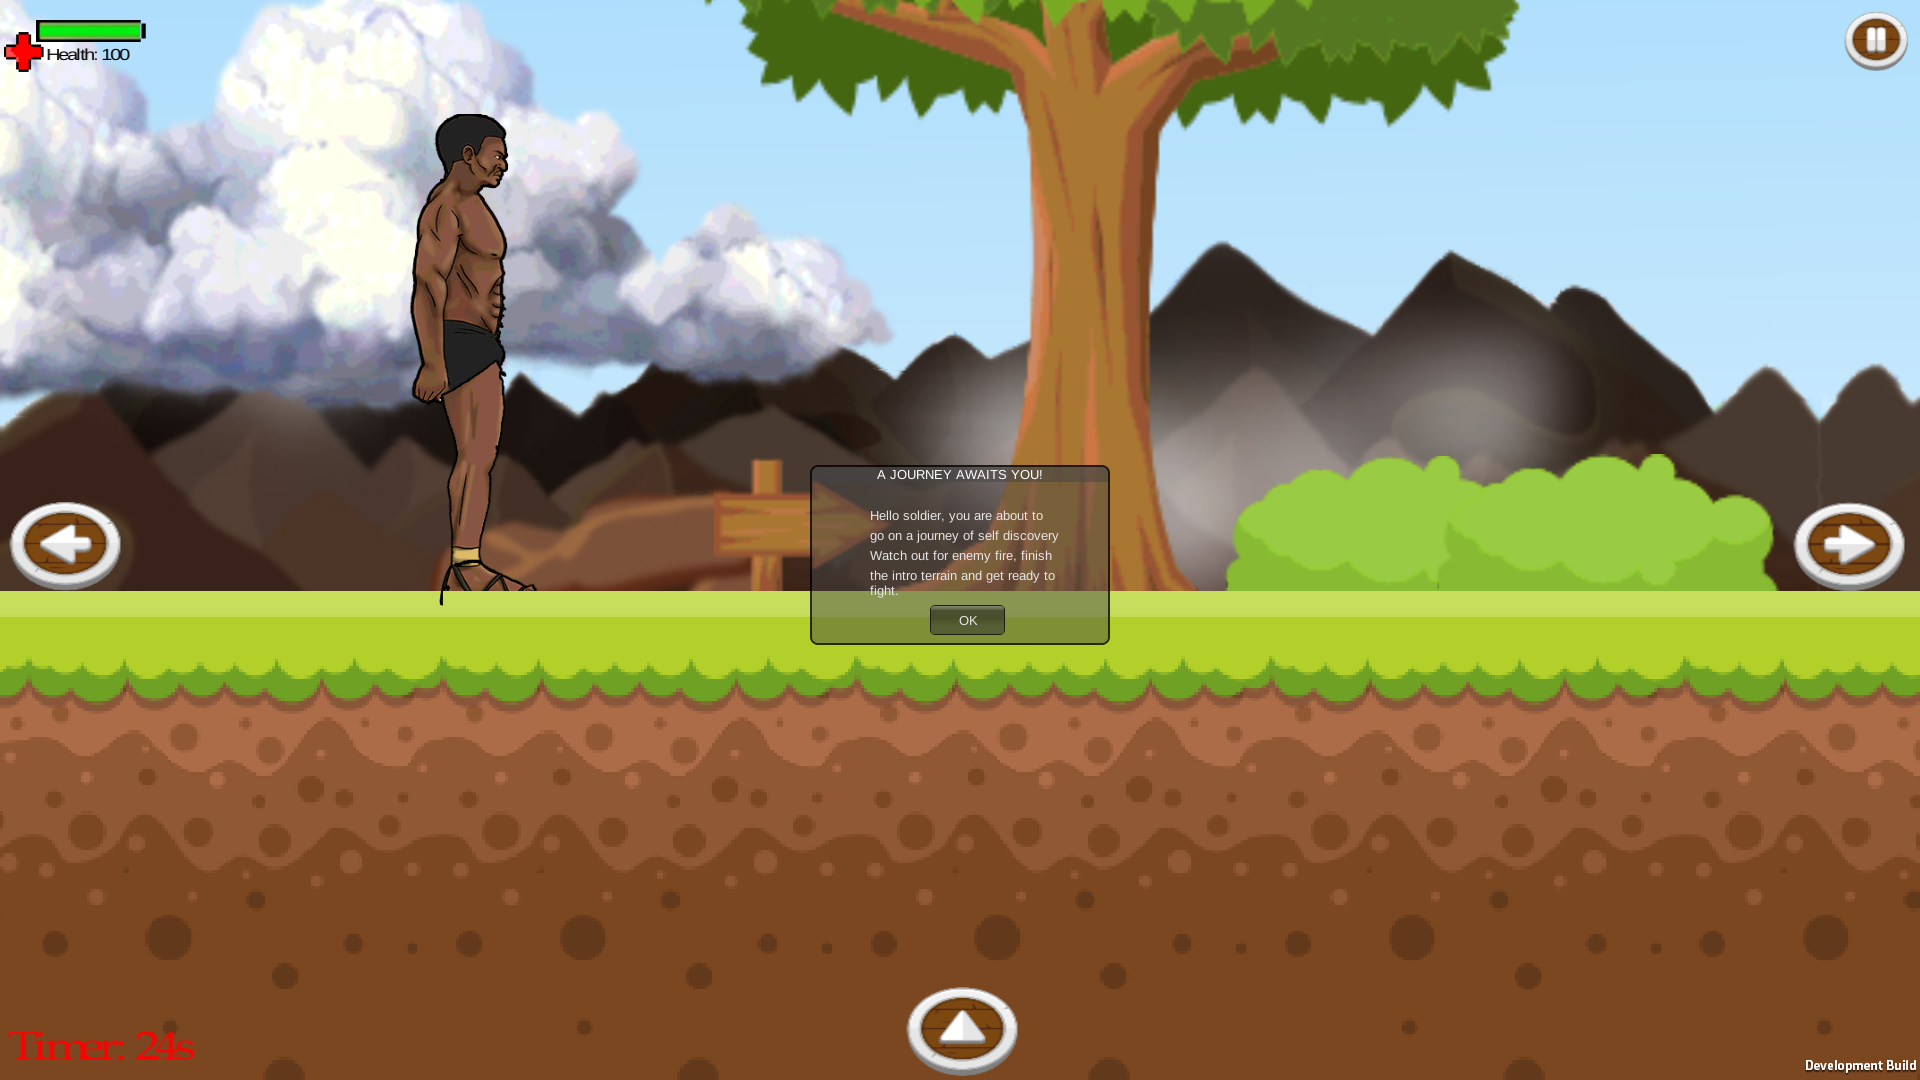 Health: 100
A JOURNEY AWAITS YOU!
Hello soldier, you are about to
go on a journey of self discovery
Watch out for enemy fire, finish
the intro terrain and get ready to
fight.
OK
Timer: 24s
Development Build